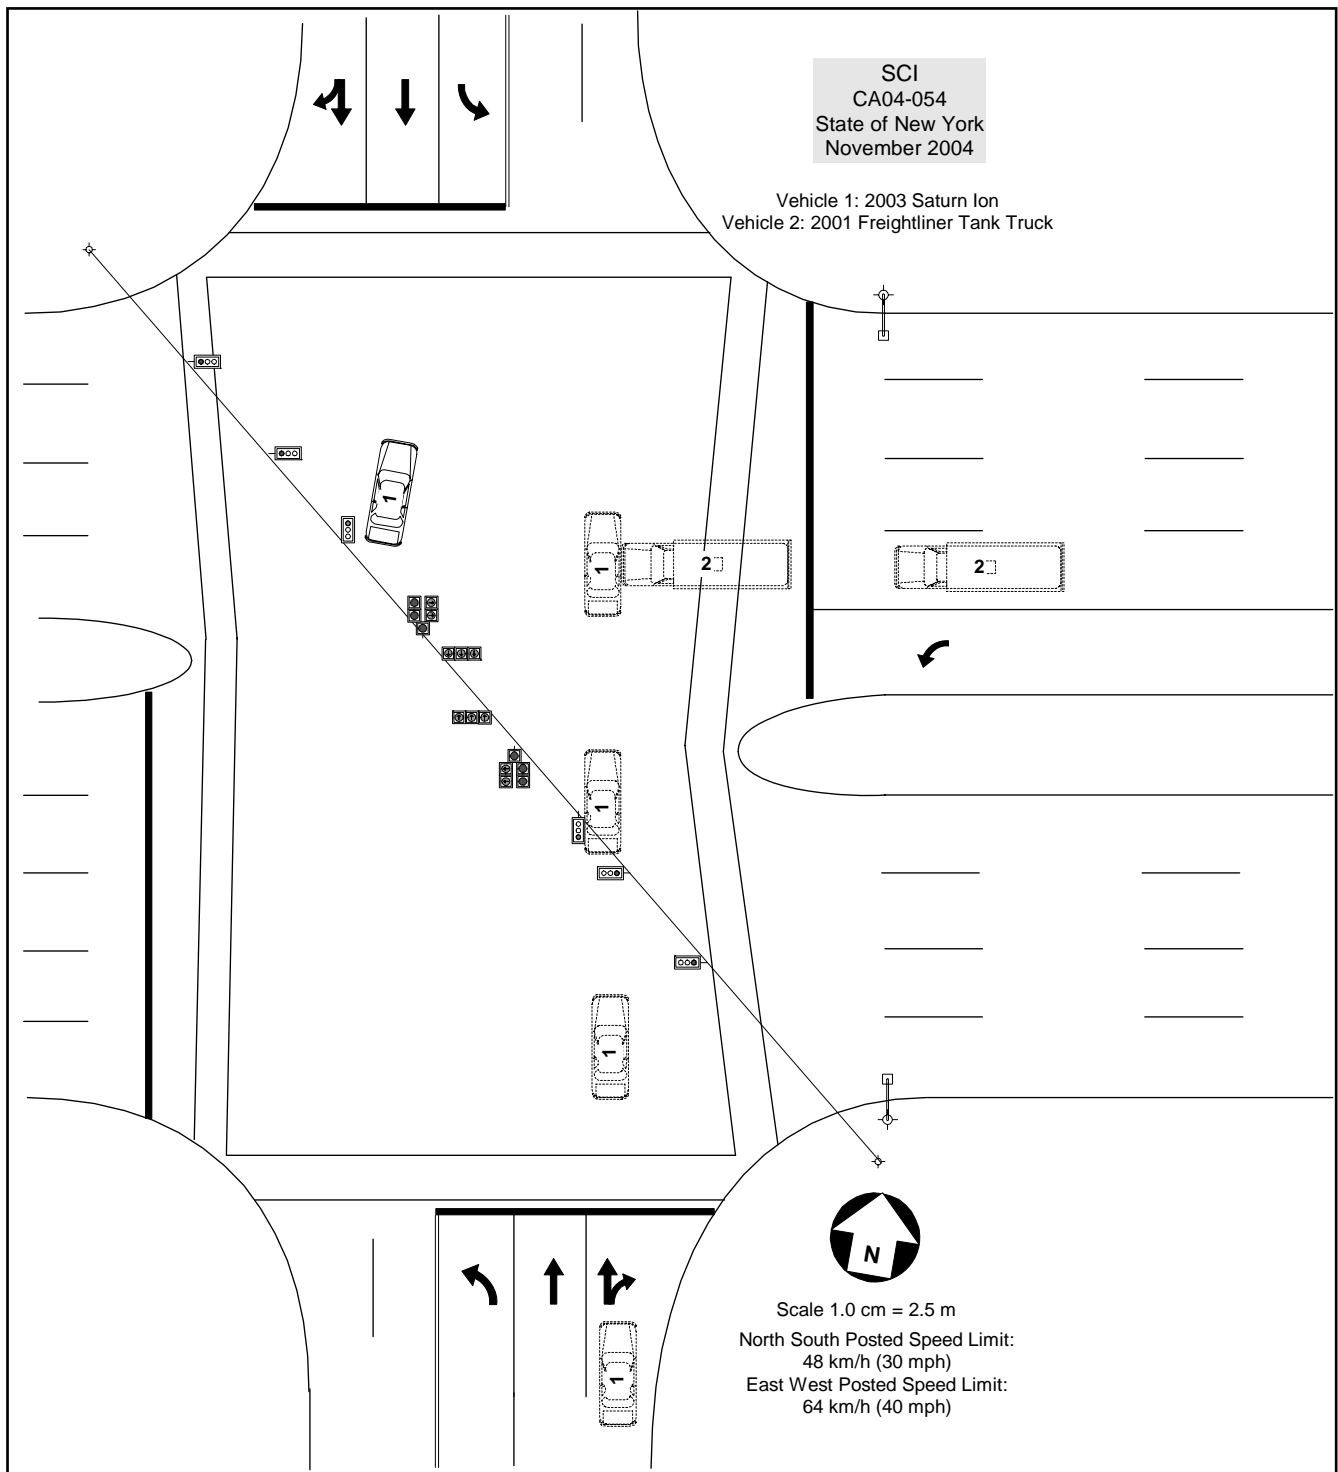 SCI
CA04-054
State of New York
November 2004
Vehicle 1: 2003 Saturn Ion
Vehicle 2: 2001 Freightliner Tank Truck
1
1
2
2
1
1
N
Scale 1.0 cm = 2.5 m
North South Posted Speed Limit:
48 km/h (30 mph)
East West Posted Speed Limit:
64 km/h (40 mph)
1